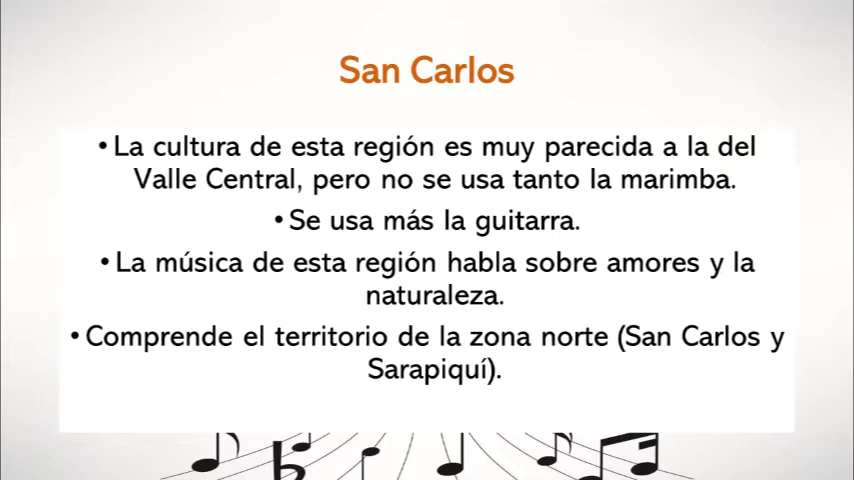 San Carlos
• La cultura de esta región es muy parecida a la del
Valle Central, pero no se usa tanto la marimba.
• Se usa más la guitarra.
• La música de esta región habla sobre amores y la
naturaleza.
• Comprende el territorio de la zona norte (San Carlos y
Sarapiquí).